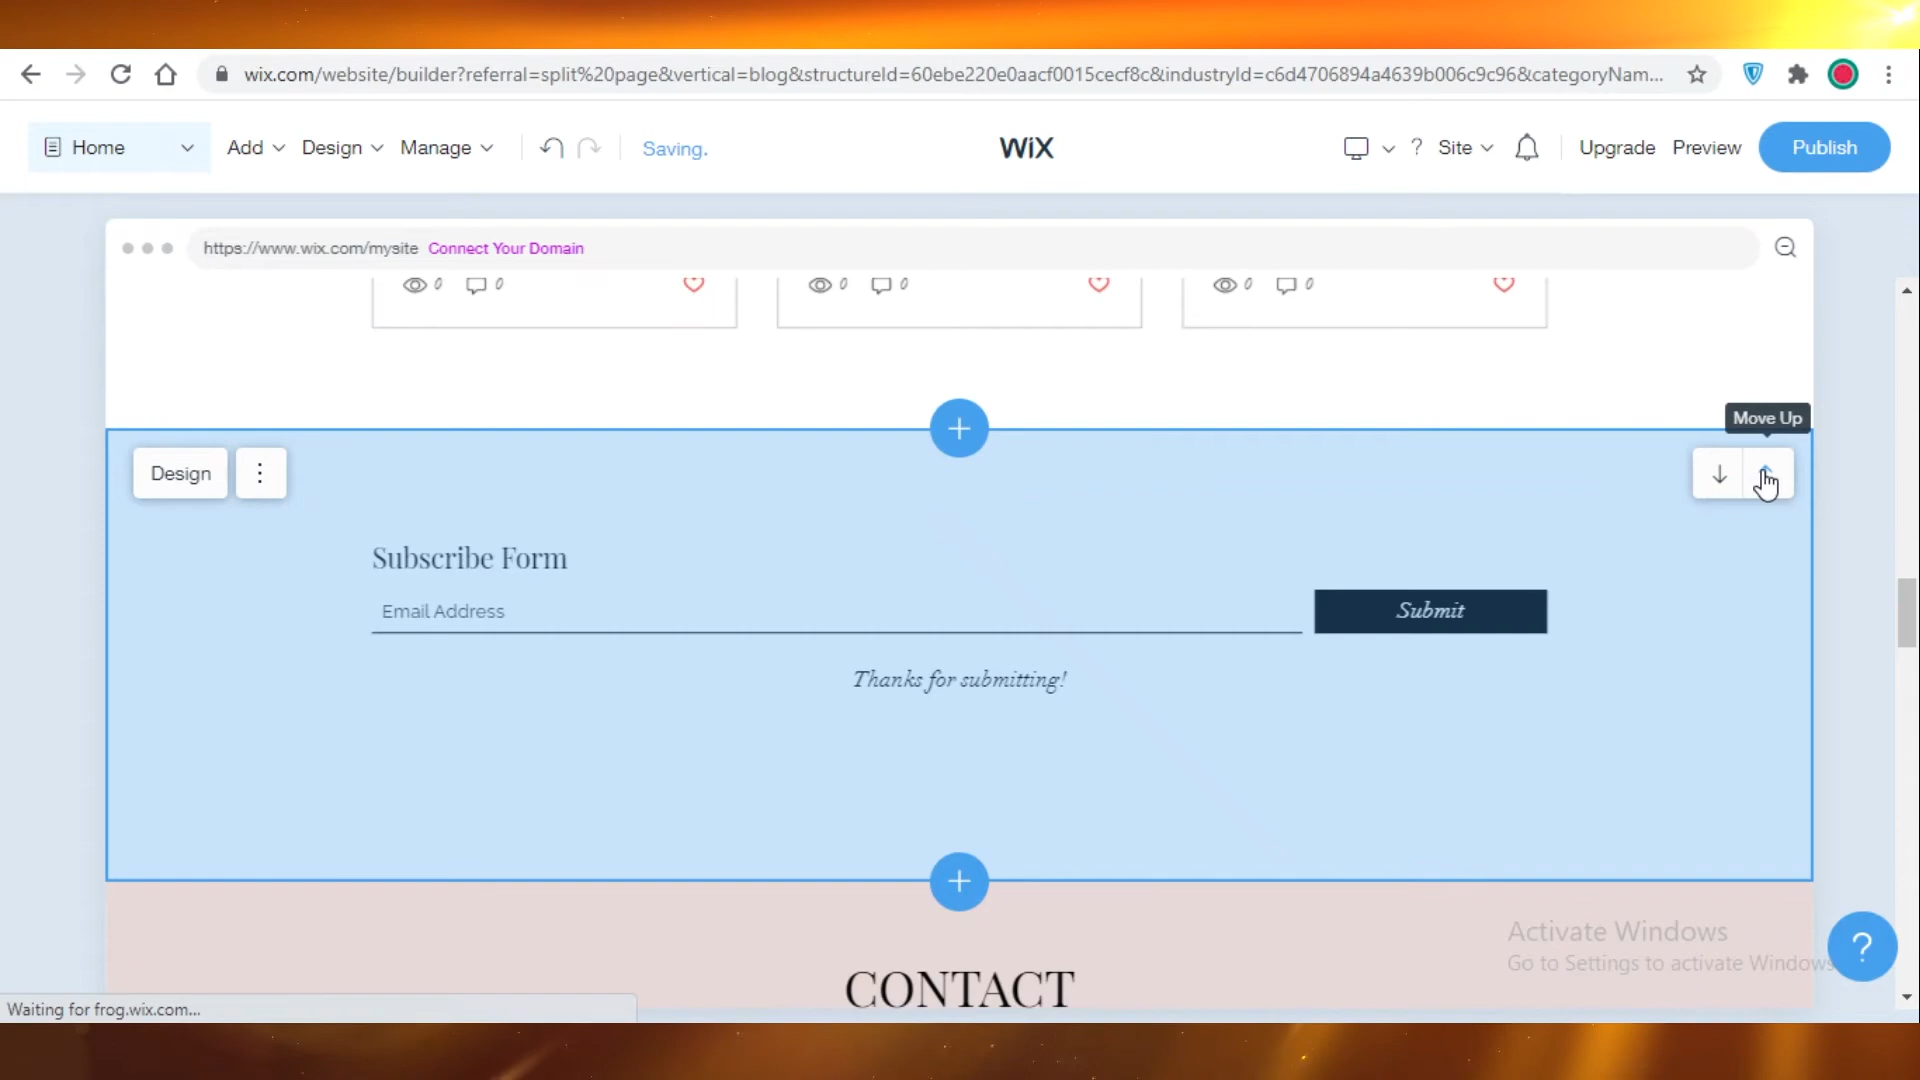 wix.com/website/builder?referral=split%20page&vertical=blog&structureId=60ebe220e0aacf0015cecf8c&industryId=c6d4706894a4639b006c9c96&categoryNam...
Home Add Design Manage Saving. WiX ? Site Upgrade Preview Publish
https://www.wix.com/mysite Connect Your Domain
0 0 0 0 0 0
Move Up
Design
Subscribe Form
Email Address Submit
Thanks for submitting!
Activate Windows
Go to Settings to activate Windows
?
CONTACT
Waiting for frog.wix.com...